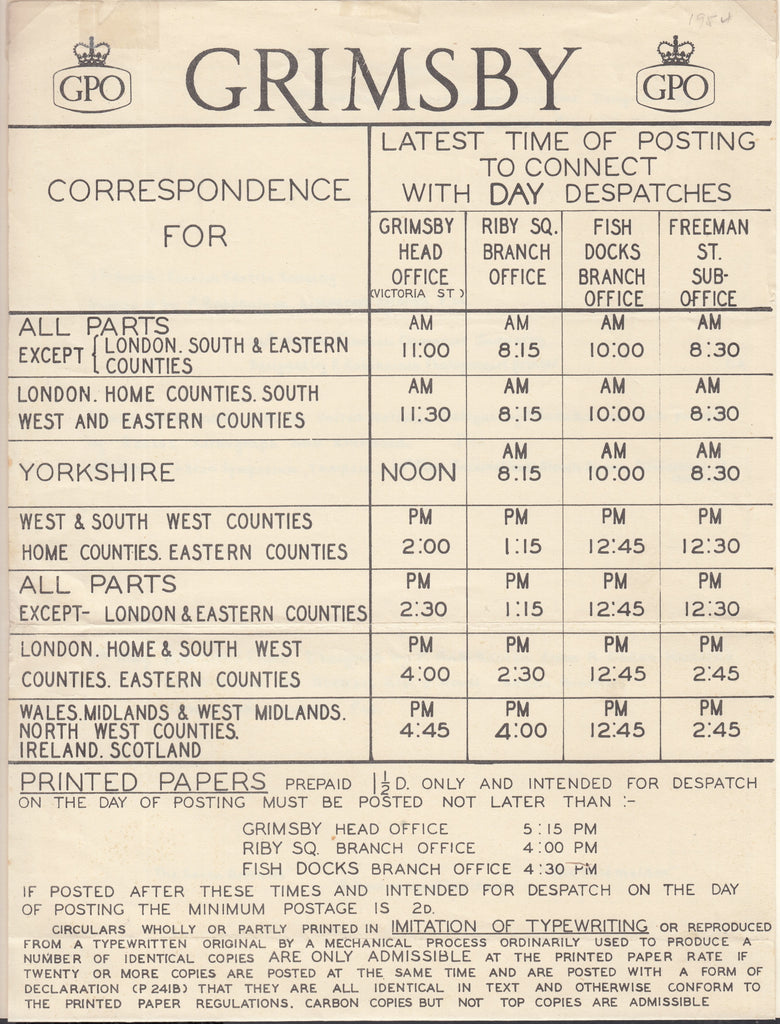 1954
GPO GRIMSBY GPO
CORRESPONDENCE
FOR
LATEST TIME OF POSTING
TO CONNECT
WITH DAY DESPATCHES
GRIMSBY
HEAD
OFFICE
(VICTORIA ST)
RIBY SQ.
BRANCH
OFFICE
FISH
DOCKS
BRANCH
OFFICE
FREEMAN
ST.
SUB-
OFFICE
ALL PARTS
EXCEPT { LONDON. SOUTH & EASTERN
COUNTIES
AM AM AM AM
11:00 8:15 10:00 8:30
LONDON. HOME COUNTIES. SOUTH
WEST AND EASTERN COUNTIES
AM AM AM AM
11:30 8:15 10:00 8:30
YORKSHIRE
NOON
AM AM AM
8:15 10:00 8:30
WEST & SOUTH WEST COUNTIES
HOME COUNTIES. EASTERN COUNTIES
PM PM PM PM
2:00 1:15 12:45 12:30
ALL PARTS
EXCEPT- LONDON & EASTERN COUNTIES
PM PM PM PM
2:30 1:15 12:45 12:30
LONDON. HOME & SOUTH WEST
COUNTIES. EASTERN COUNTIES
PM PM PM PM
4:00 2:30 12:45 2:45
WALES. MIDLANDS & WEST MIDLANDS.
NORTH WEST COUNTIES.
IRELAND. SCOTLAND
PM PM PM PM
4:45 4:00 12:45 2:45
PRINTED PAPERS PREPAID 1½D. ONLY AND INTENDED FOR DESPATCH
ON THE DAY OF POSTING MUST BE POSTED NOT LATER THAN :-
GRIMSBY HEAD OFFICE 5:15 PM
RIBY SQ. BRANCH OFFICE 4:00 PM
FISH DOCKS BRANCH OFFICE 4:30 PM
IF POSTED AFTER THESE TIMES AND INTENDED FOR DESPATCH ON THE DAY
OF POSTING THE MINIMUM POSTAGE IS 2D.
CIRCULARS WHOLLY OR PARTLY PRINTED IN IMITATION OF TYPEWRITING OR REPRODUCED
FROM A TYPEWRITTEN ORIGINAL BY A MECHANICAL PROCESS ORDINARILY USED TO PRODUCE A
NUMBER OF IDENTICAL COPIES ARE ONLY ADMISSIBLE AT THE PRINTED PAPER RATE IF
TWENTY OR MORE COPIES ARE POSTED AT THE SAME TIME AND ARE POSTED WITH A FORM OF
DECLARATION (P 241B) THAT THEY ARE ALL IDENTICAL IN TEXT AND OTHERWISE CONFORM TO
THE PRINTED PAPER REGULATIONS. CARBON COPIES BUT NOT TOP COPIES ARE ADMISSIBLE